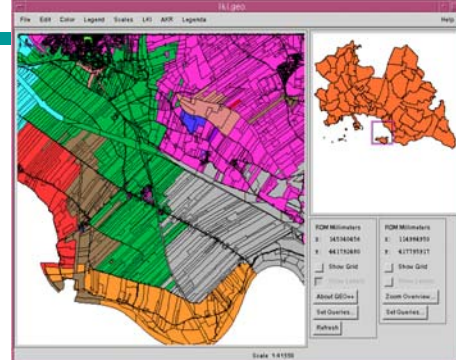 lki.geo
File Edit Color Legend Scales LKI AKR Legenda Help
RDM Millimeters
X:
Y:
Show Grid
Show Labels
About GEO++
Set Queries...
Refresh
RDM Millimeters
X:
Y:
Show Grid
Show Labels
Zoom Overview...
Set Queries...
Scale